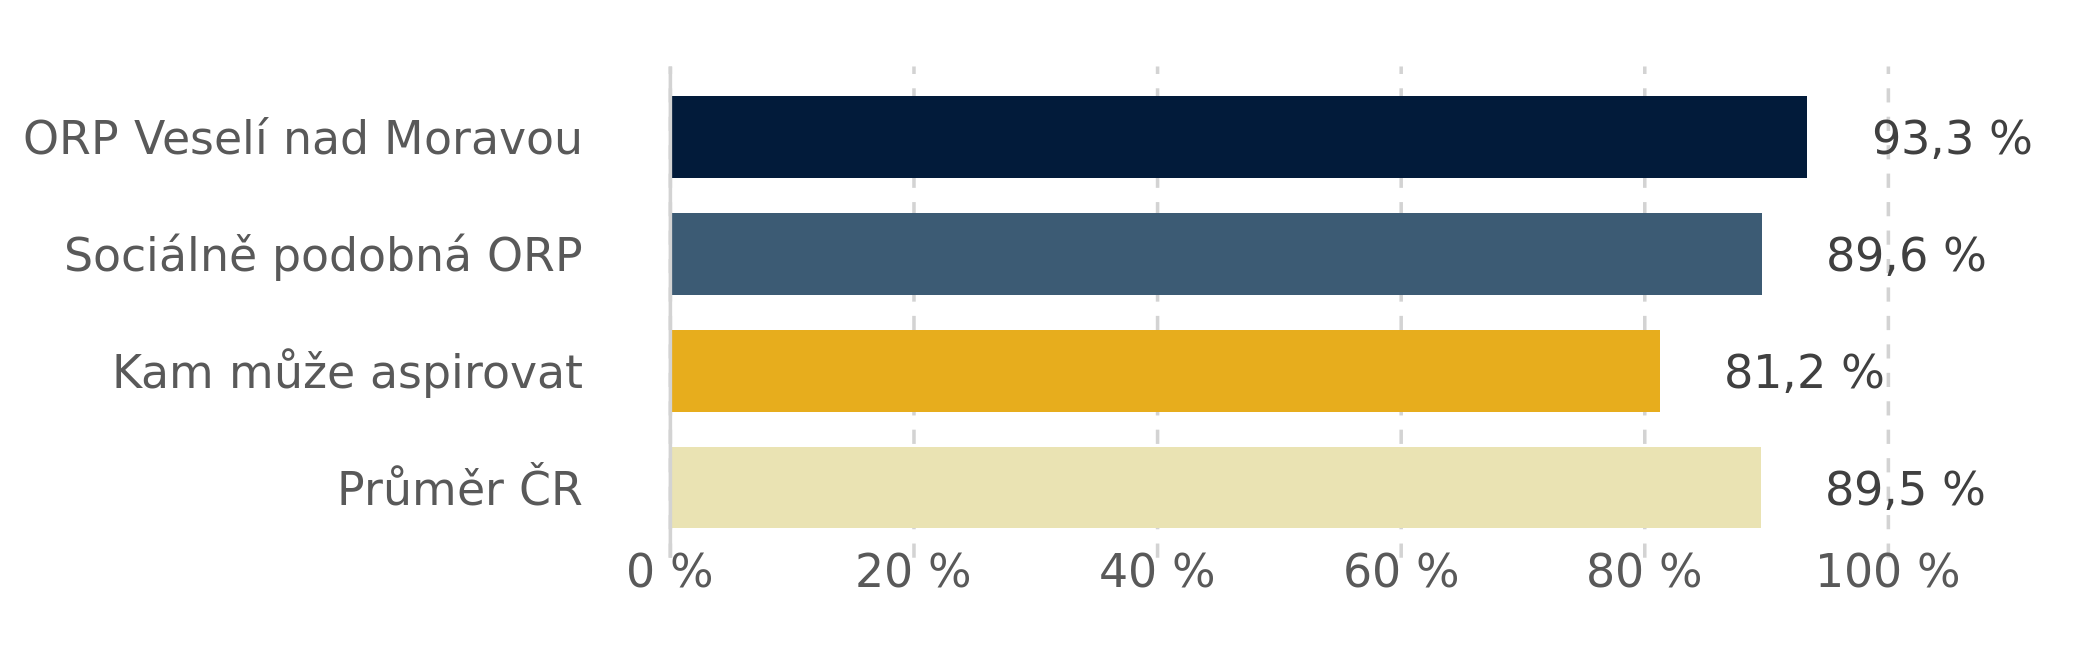 ORP Veselí nad Moravou 93,3 %
Sociálně podobná ORP 89,6 %
Kam může aspirovat 81,2 %
Průměr ČR 89,5 %
0 % 20 % 40 % 60 % 80 % 100 %